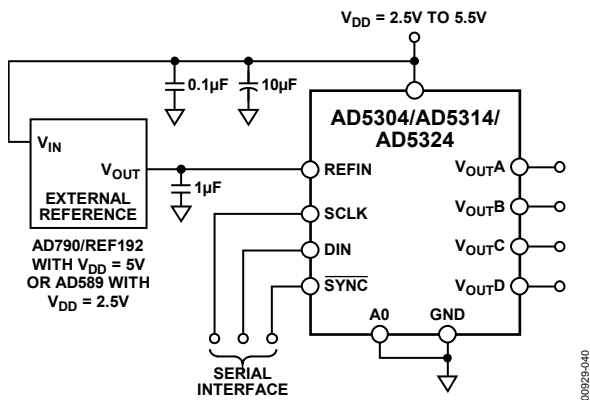 VDD = 2.5V TO 5.5V
0.1µF
10µF
AD5304/AD5314/
AD5324
VIN
VOUT
EXTERNAL
REFERENCE
1µF
AD790/REF192
WITH VDD = 5V
OR AD589 WITH
VDD = 2.5V
REFIN
SCLK
DIN
SYNC
VOUTA
VOUTB
VOUTC
VOUTD
A0
GND
SERIAL
INTERFACE
00929-040